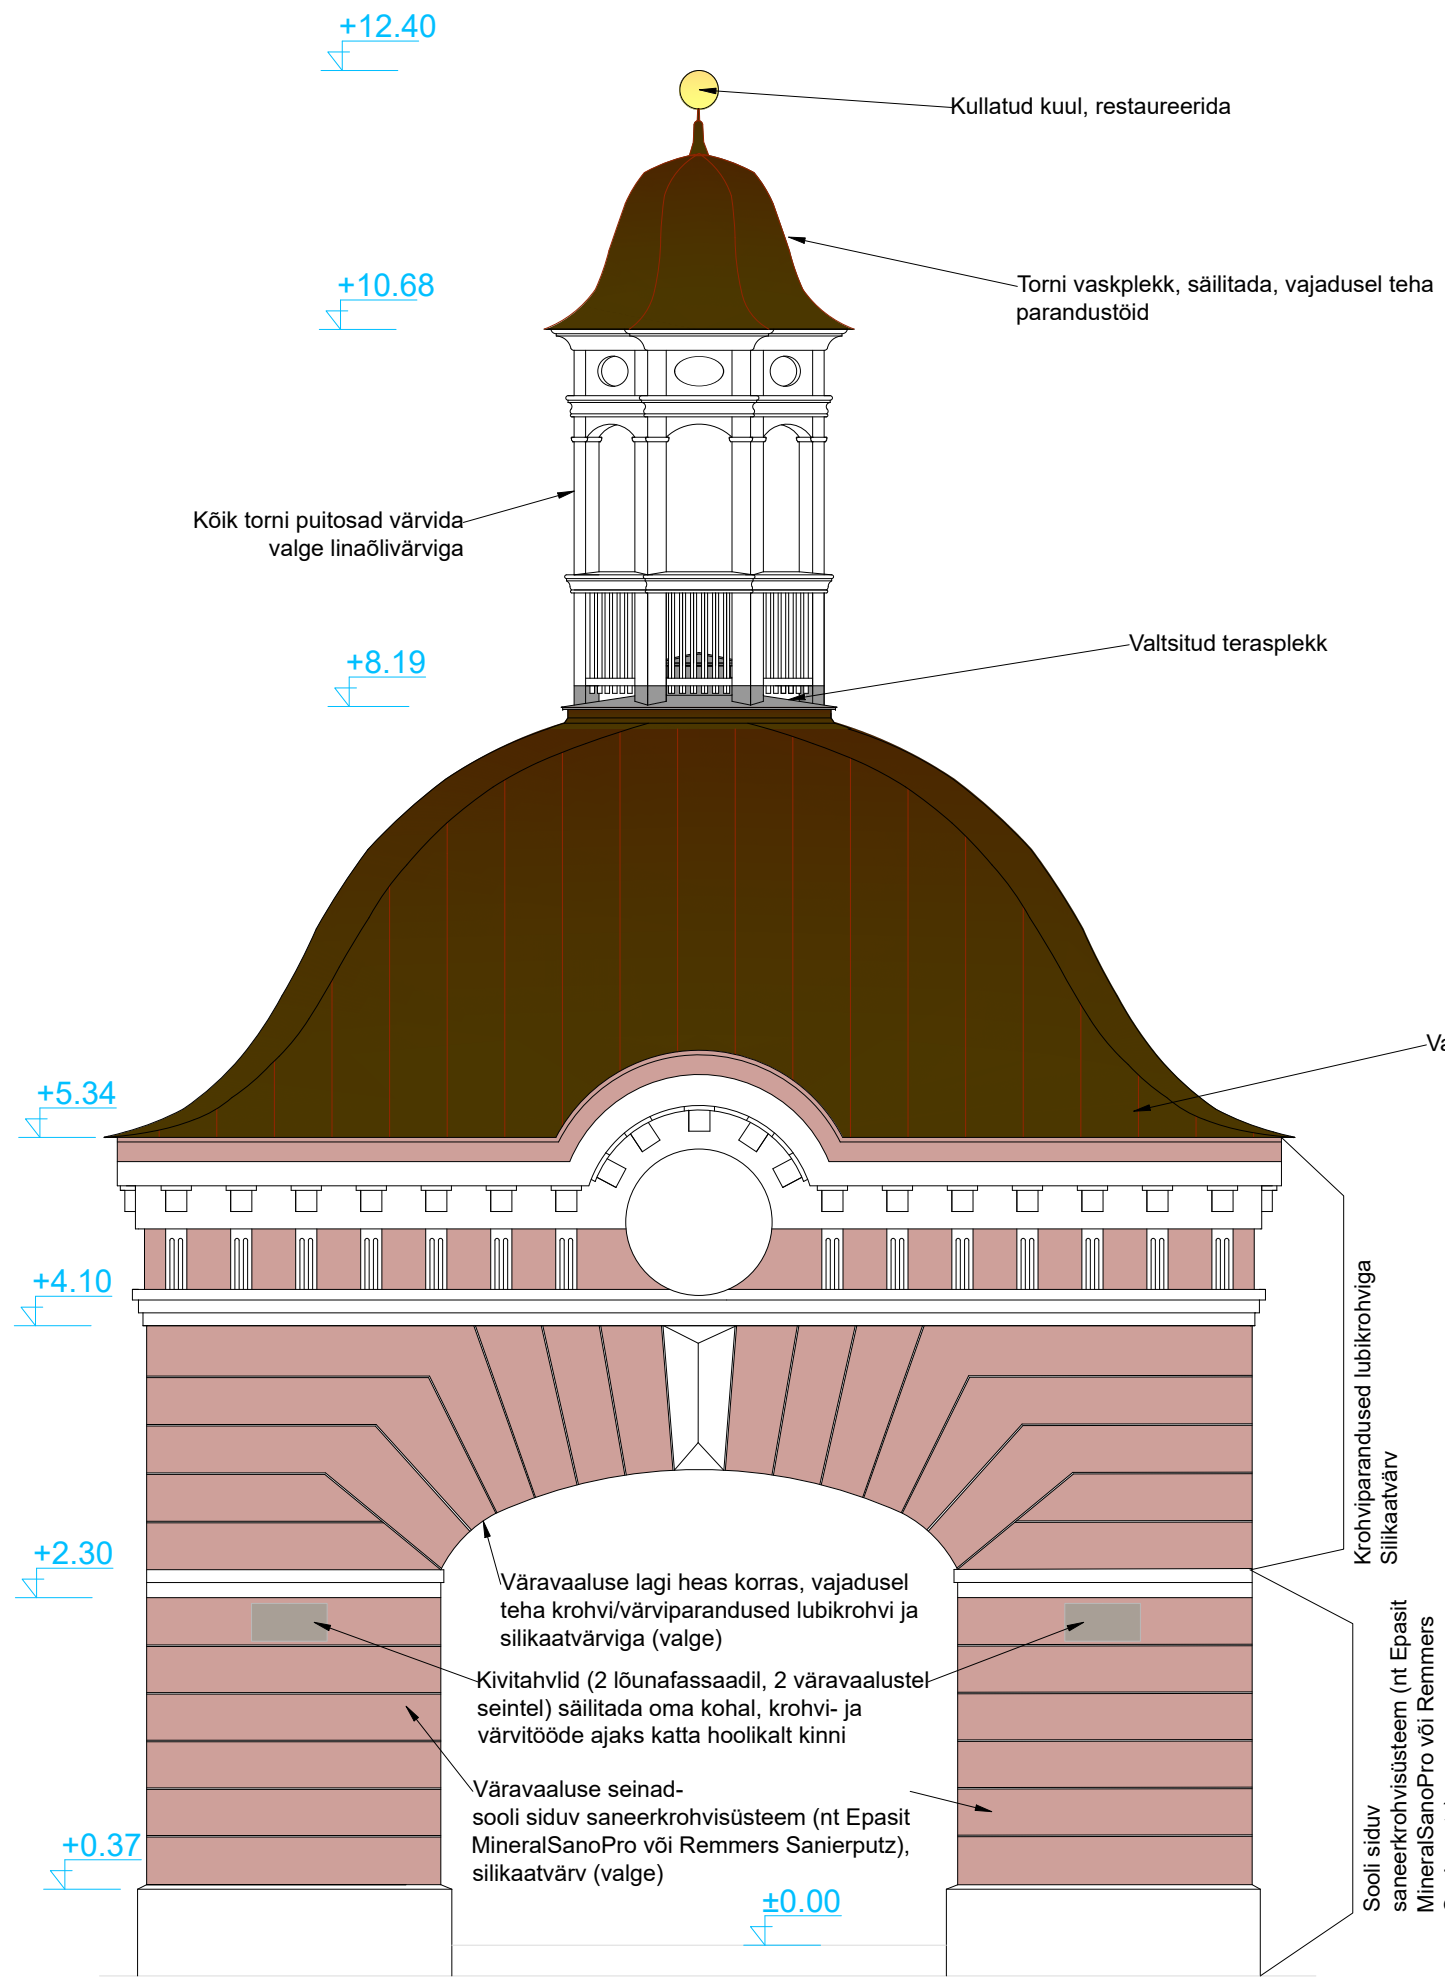 +12.40
Kullatud kuul, restaureerida
+10.68
Torni vaskplekk, säilitada, vajadusel teha
parandustöid
Kõik torni puitosad värvida
valge linaõlivärviga
Valtsitud terasplekk
+8.19
Va
+5.34
+4.10
Krohviparandused lubikrohviga
Silikaatvärv
+2.30
Väravaaluse lagi heas korras, vajadusel
teha krohvi/värviparandused lubikrohvi ja
silikaatvärviga (valge)
Kivitahvlid (2 lõunafassaadil, 2 väravaalustel
seintel) säilitada oma kohal, krohvi- ja
värvitööde ajaks katta hoolikalt kinni
Väravaaluse seinad-
sooli siduv saneerkrohvisüsteem (nt Epasit
MineralSanoPro või Remmers Sanierputz),
silikaatvärv (valge)
Sooli siduv
saneerkrohvisüsteem (nt Epasit
MineralSanoPro või Remmers
+0.37
±0.00